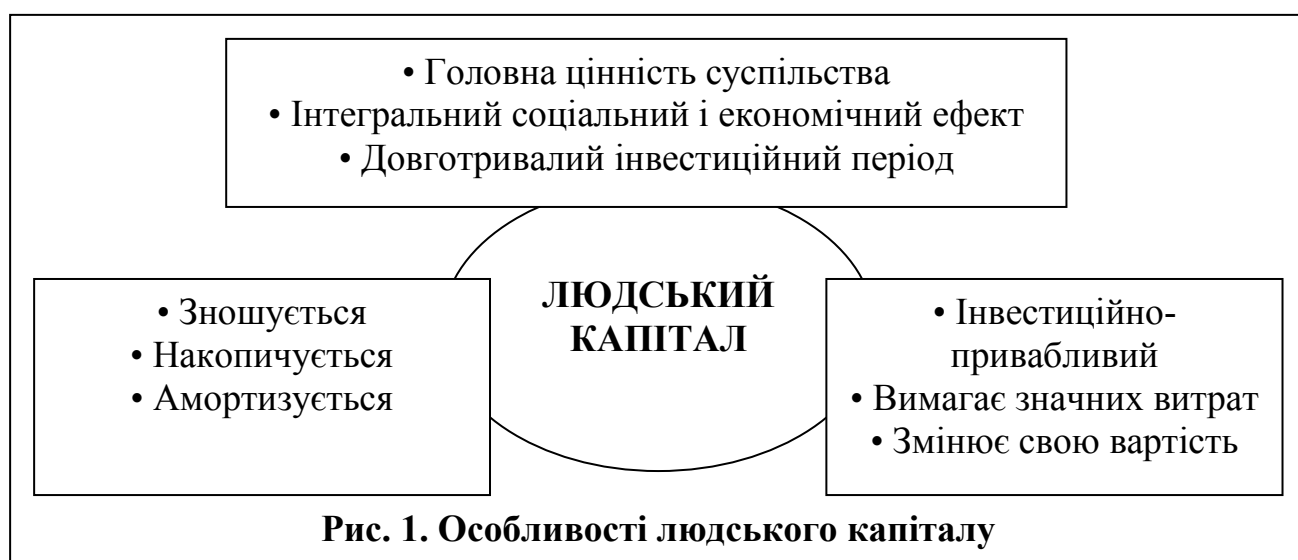 • Головна цінність суспільства
• Інтегральний соціальний і економічний ефект
• Довготривалий інвестиційний період
• Зношується
• Накопичується
• Амортизується
ЛЮДСЬКИЙ
КАПІТАЛ
• Інвестиційно-
привабливий
• Вимагає значних витрат
• Змінює свою вартість
Рис. 1. Особливості людського капіталу